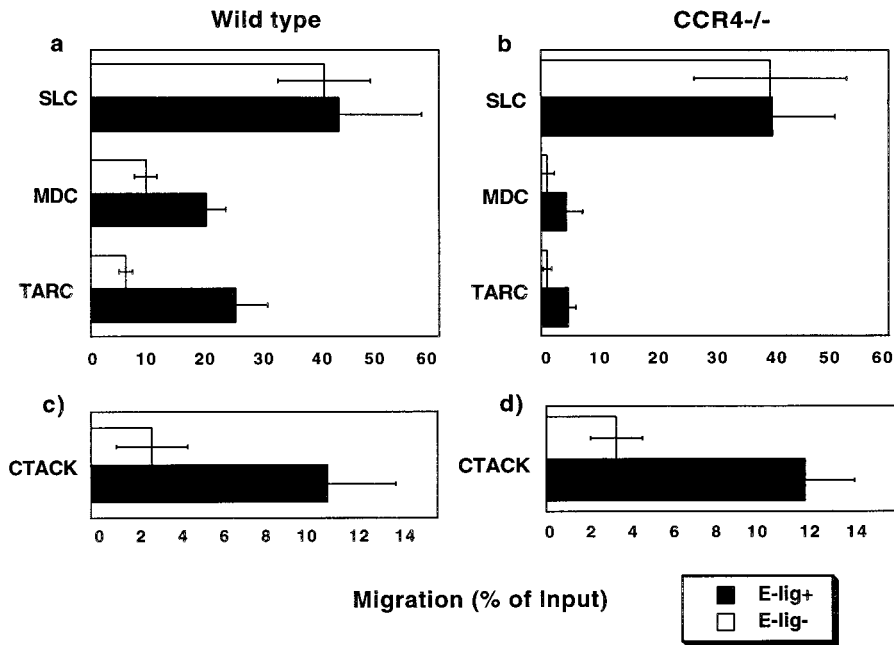 Wild type
CCR4-/-
a
b
SLC
MDC
TARC
0 10 20 30 40 50 60
SLC
MDC
TARC
0 10 20 30 40 50 60
c)
d)
CTACK
0 2 4 6 8 10 12 14
CTACK
0 2 4 6 8 10 12 14
Migration (% of Input)
E-lig+
E-lig-